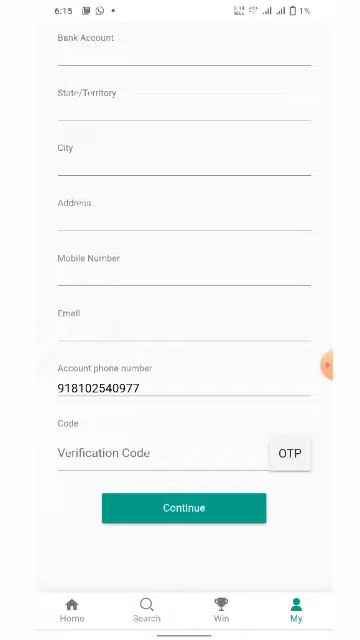 6:15
1%
Bank Account
State/Territory
City
Address
Mobile Number
Email
Account phone number
918102540977
Code
Verification Code
OTP
Continue
Home
Search
Win
My